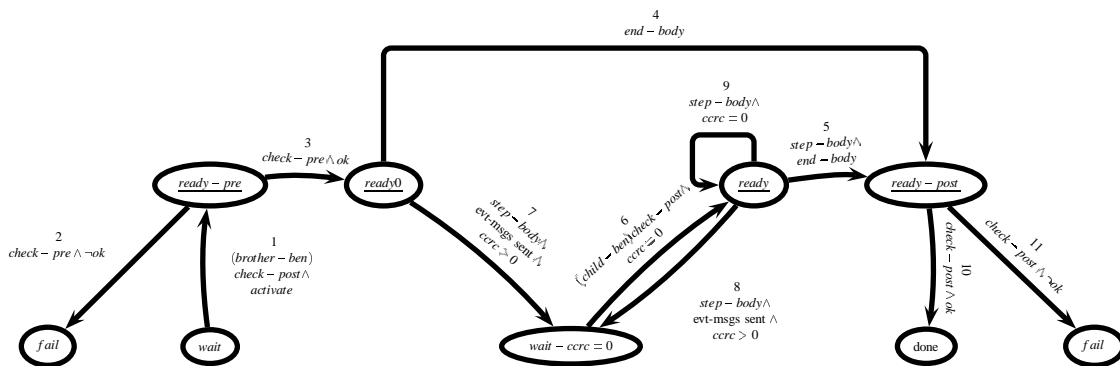 4
end − body
9
step − body∧
ccrc = 0
3
check − pre ∧ ok
5
step − body∧
end − body
ready − pre
ready0
ready
ready − post
2
check − pre ∧ ¬ok
1
(brother − ben)
check − post∧
activate
7
step − body∧
evt-msgs sent ∧
ccrc > 0
6
(child − ben)check − post∧
ccrc = 0
8
step − body∧
evt-msgs sent ∧
ccrc > 0
10
check − post ∧ ok
11
check − post ∧ ¬ok
fail
wait
wait − ccrc = 0
done
fail